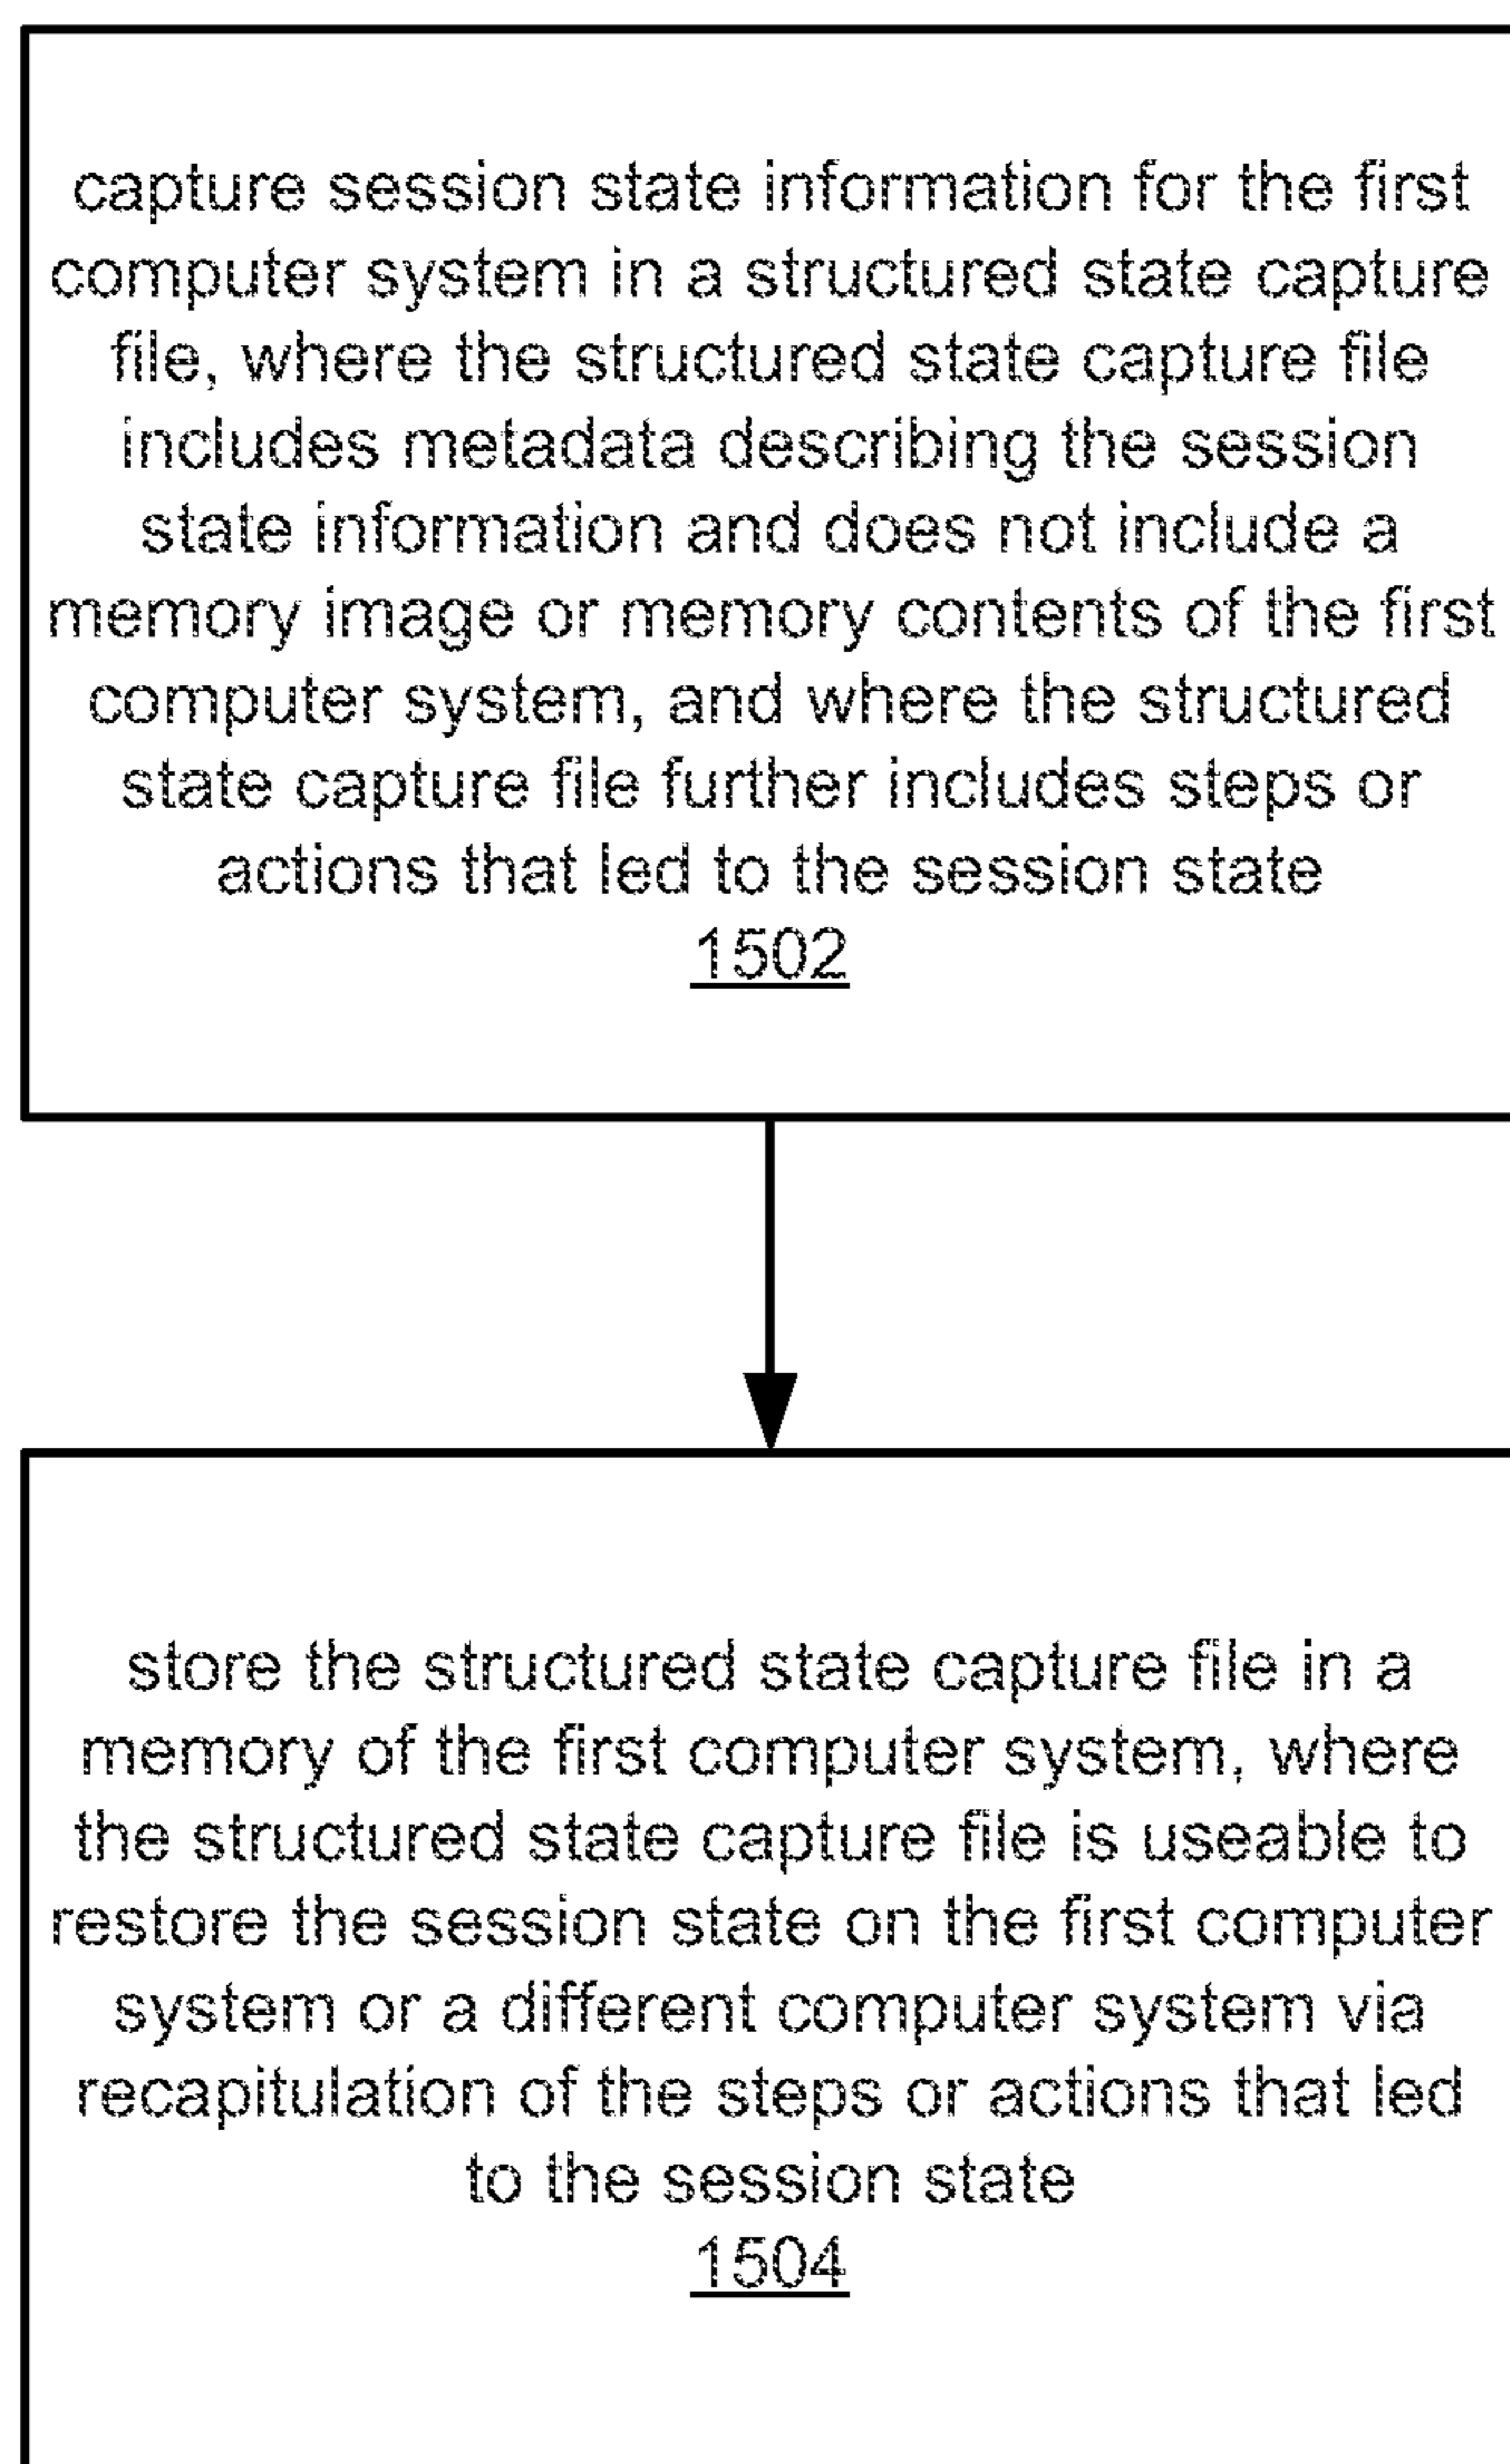 capture session state information for the first
computer system in a structured state capture
file, where the structured state capture file
includes metadata describing the session
state information and does not include a
memory image or memory contents of the first
computer system, and where the structured
state capture file further includes steps or
actions that led to the session state
1502
store the structured state capture file in a
memory of the first computer system, where
the structured state capture file is useable to
restore the session state on the first computer
system or a different computer system via
recapitulation of the steps or actions that led
to the session state
1504